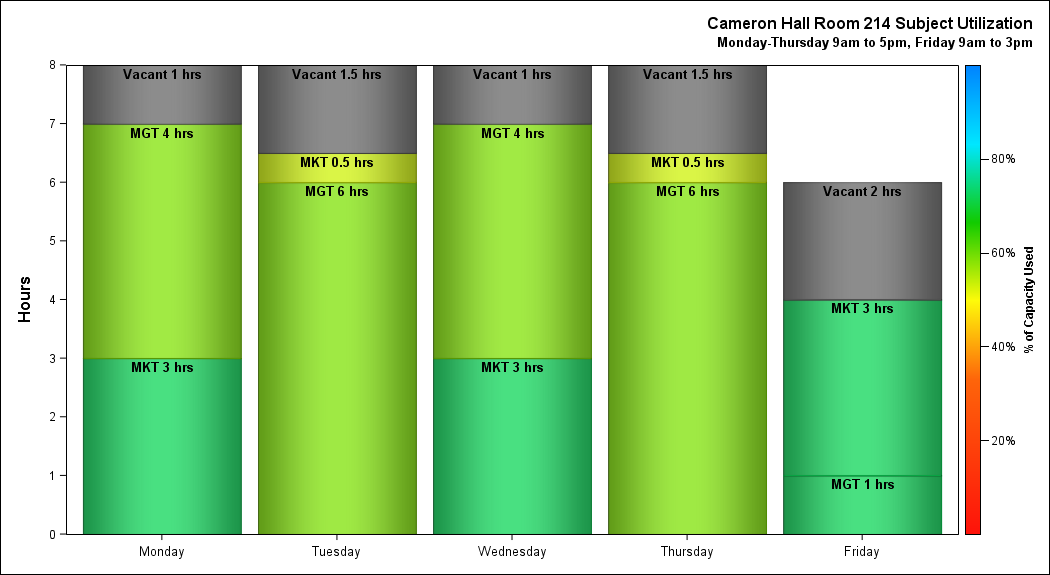 Cameron Hall Room 214 Subject Utilization
Monday-Thursday 9am to 5pm, Friday 9am to 3pm
Hours
8
7
6
5
4
3
2
1
0
Vacant 1 hrs
MGT 4 hrs
MKT 3 hrs
Vacant 1.5 hrs
MKT 0.5 hrs
MGT 6 hrs
Vacant 1 hrs
MGT 4 hrs
MKT 3 hrs
Vacant 1.5 hrs
MKT 0.5 hrs
MGT 6 hrs
Vacant 2 hrs
MKT 3 hrs
MGT 1 hrs
Monday
Tuesday
Wednesday
Thursday
Friday
80%
60%
40%
20%
% of Capacity Used